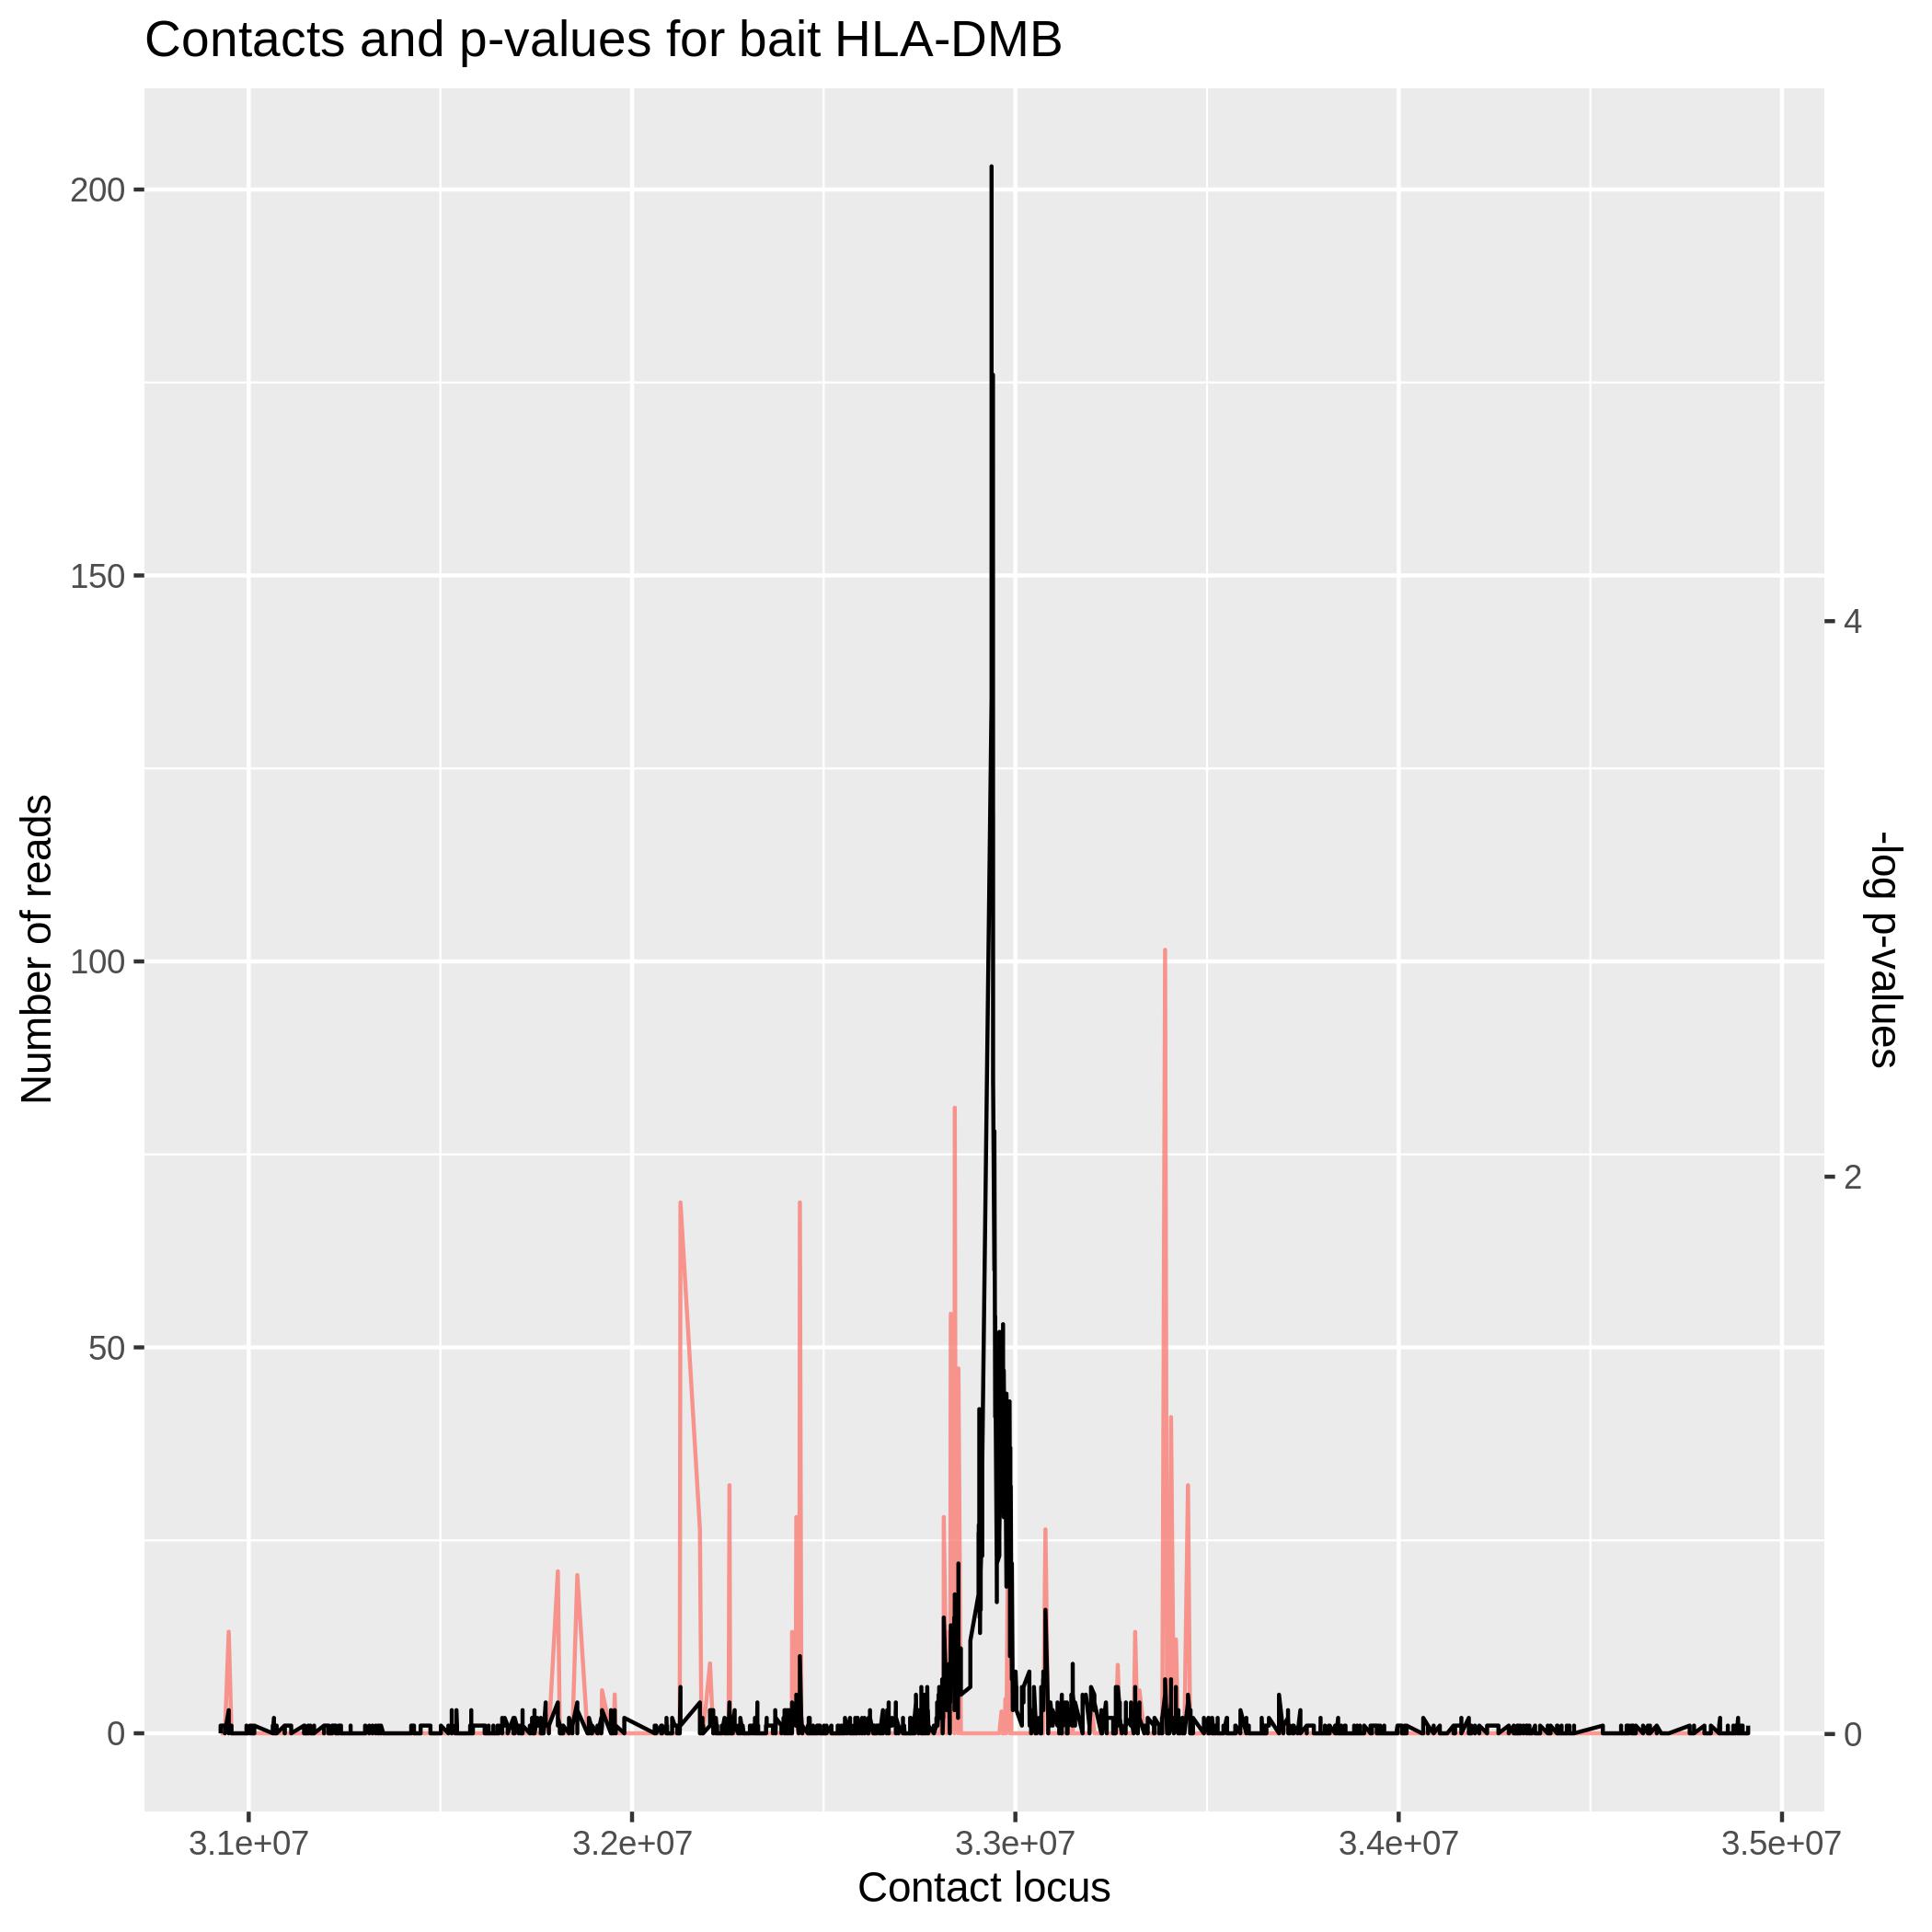 Contacts and p-values for bait HLA-DMB
200
150
100
50
0
Number of reads
4
2
0
-log p-values
3.1e+07
3.2e+07
3.3e+07
3.4e+07
3.5e+07
Contact locus